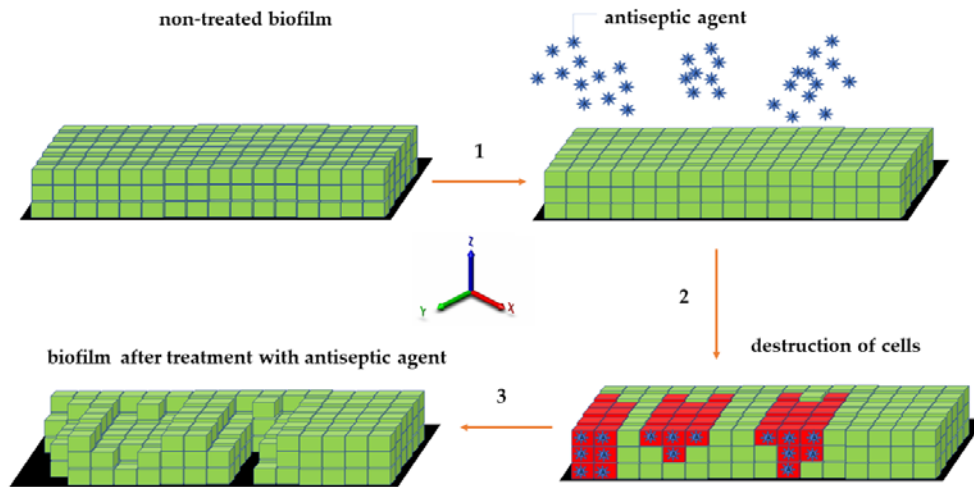 non-treated biofilm
antiseptic agent
1
Z
Y
X
2
biofilm after treatment with antiseptic agent
destruction of cells
3